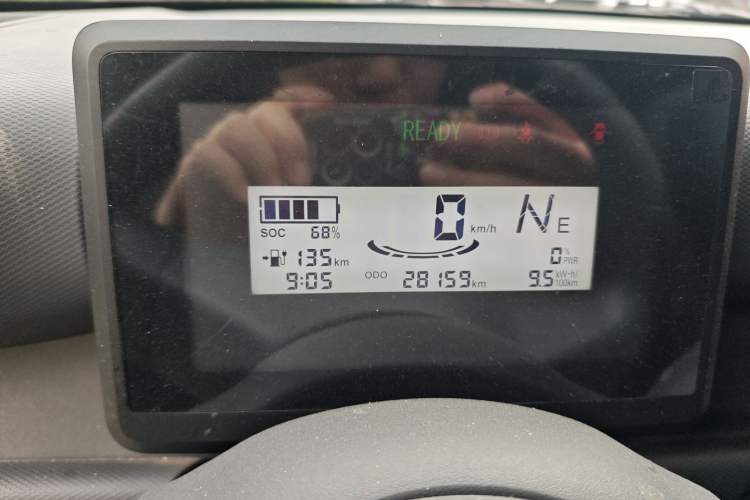 READY
0 km/h
N E
SOC 68%
135 km
0 % PWR
9:05
ODO 28159 km
9.5 kW·h/100km